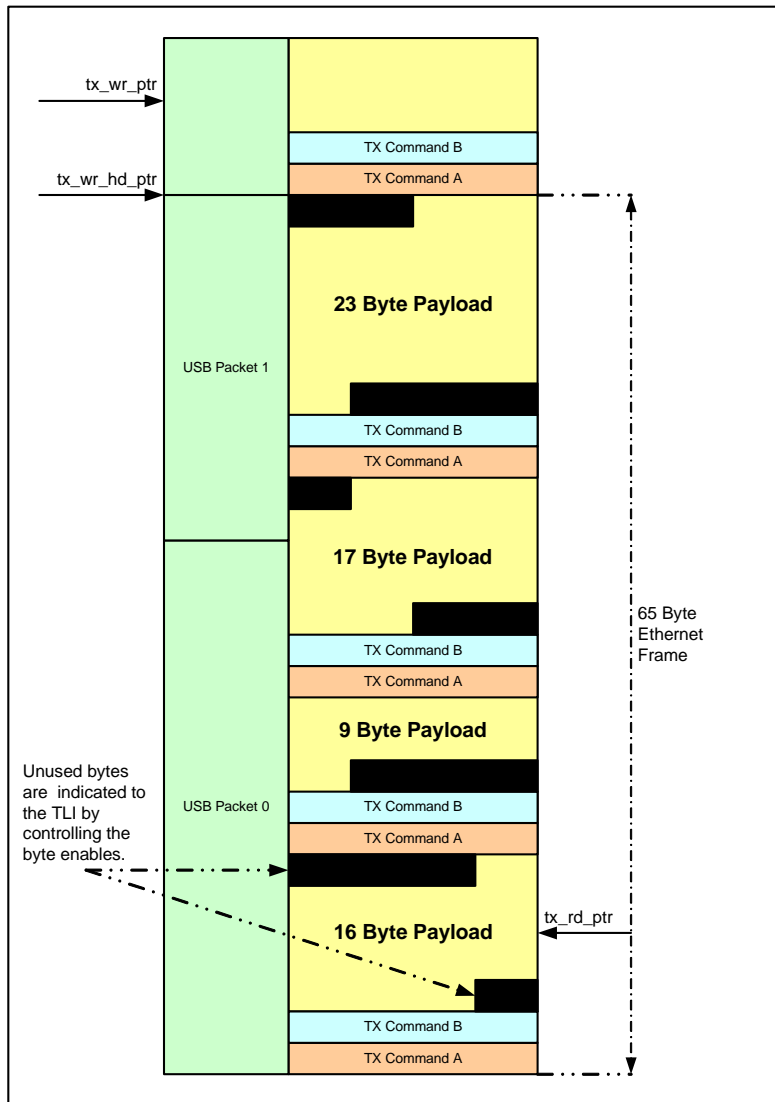 tx_wr_ptr
TX Command B
tx_wr_hd_ptr
TX Command A
23 Byte Payload
USB Packet 1
TX Command B
TX Command A
17 Byte Payload
65 Byte
Ethernet
Frame
TX Command B
TX Command A
9 Byte Payload
Unused bytes
are indicated to
the TLI by
controlling the
byte enables.
USB Packet 0
TX Command B
TX Command A
16 Byte Payload
tx_rd_ptr
TX Command B
TX Command A